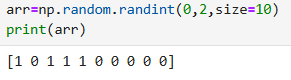 arr=np.random.randint(0,2,size=10)
print(arr)
[1 0 1 1 1 0 0 0 0 0]